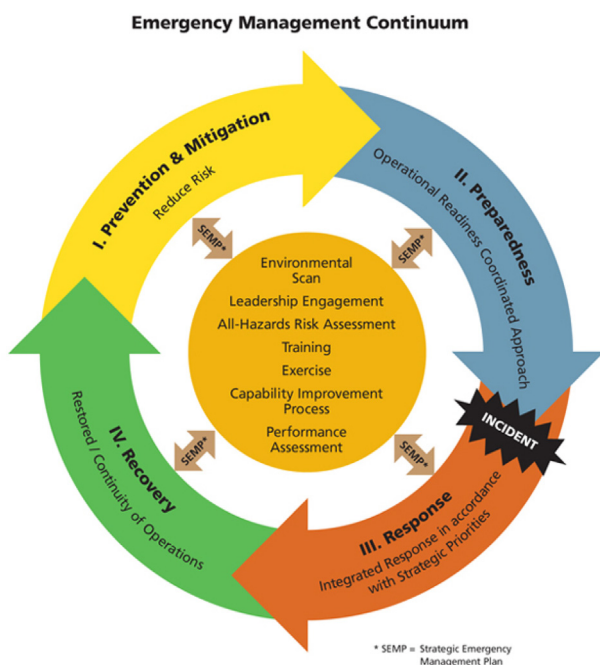 Emergency Management Continuum
I. Prevention & Mitigation
Reduce Risk
II. Preparedness
Operational Readiness Coordinated Approach
SEMP*
SEMP*
Environmental
Scan
Leadership Engagement
All-Hazards Risk Assessment
Training
Exercise
Capability Improvement
Process
Performance
Assessment
SEMP*
SEMP*
INCIDENT
III. Response
Integrated Response in accordance
with Strategic Priorities
IV. Recovery
Restored / Continuity of Operations
* SEMP = Strategic Emergency
Management Plan